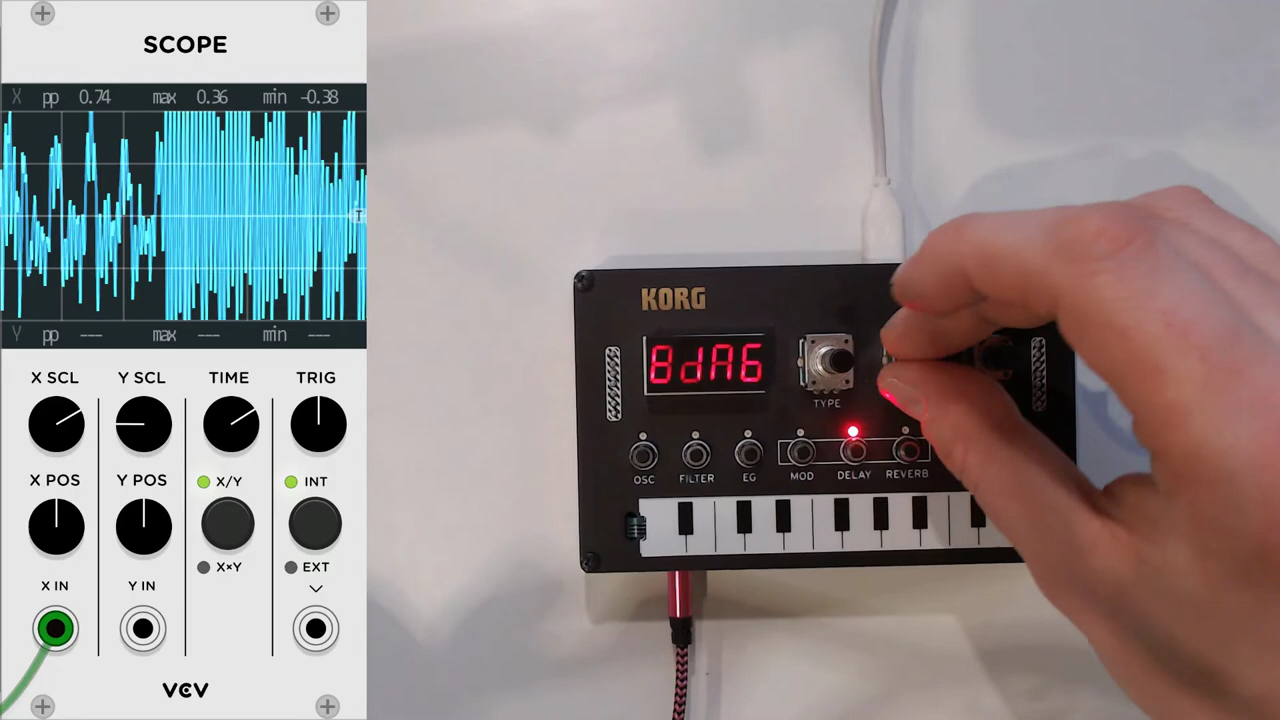 SCOPE
X pp 0.74 max 0.36 min -0.38
T
Y pp --- max --- min ---
X SCL Y SCL TIME TRIG
X POS Y POS X/Y INT
X×Y EXT
X IN Y IN
VCV
KORG
8dA6
TYPE
OSC FILTER EG MOD DELAY REVERB